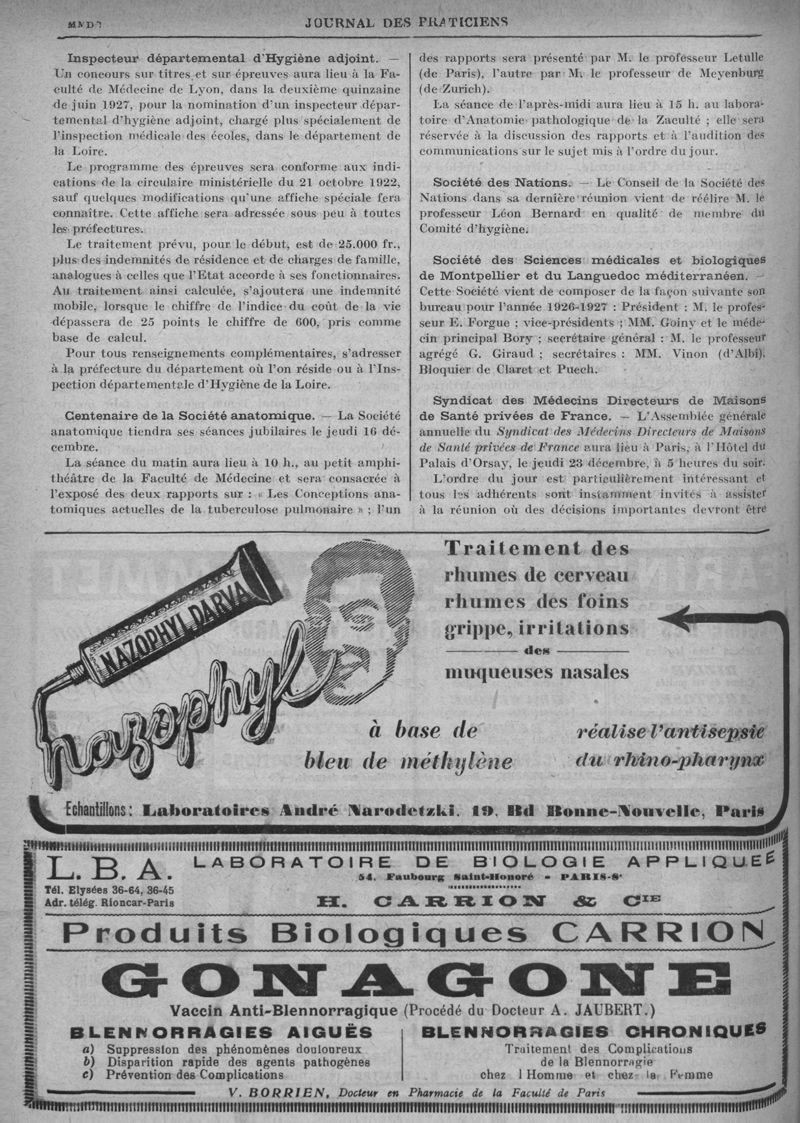 JOURNAL DES PRATICIENS
Inspecteur départemental d'Hygiène adjoint. —
Un concours sur titres et sur épreuves aura lieu à la Fa-
culté de Médecine de Lyon, dans la deuxième quinzaine
de juin 1927, pour la nomination d'un inspecteur dépar-
temental d'hygiène adjoint, chargé plus spécialement de
l'inspection médicale des écoles, dans le département de
la Loire.
Le programme des épreuves sera conforme aux indi-
cations de la circulaire ministérielle du 21 octobre 1922,
sauf quelques modifications qu'une affiche spéciale fera
connaître. Cette affiche sera adressée sous peu à toutes
les préfectures.
Le traitement prévu, pour le début, est de 25.000 fr.,
plus des indemnités de résidence et de charges de famille,
analogues à celles que l'Etat accorde à ses fonctionnaires.
Au traitement ainsi calculée, s'ajoutera une indemnité
mobile, lorsque le chiffre de l'indice du coût de la vie
dépassera de 25 points le chiffre de 600, pris comme
base de calcul.
Pour tous renseignements complémentaires, s'adresser
à la préfecture du département où l'on réside ou à l'Ins-
pection départementale d'Hygiène de la Loire.
Centenaire de la Société anatomique. — La Société
anatomique tiendra ses séances jubilaires le jeudi 16 dé-
cembre.
La séance du matin aura lieu à 10 h., au petit amphi-
théâtre de la Faculté de Médecine et sera consacrée à
l'exposé des deux rapports sur : « Les Conceptions ana-
tomiques actuelles de la tuberculose pulmonaire » ; l'un
des rapports sera présenté par M. le professeur Letulle
(de Paris), l'autre par M. le professeur de Meyenburg
(de Zurich).
La séance de l'après-midi aura lieu à 15 h. au labora-
toire d'Anatomie pathologique de la Zaculté ; elle sera
réservée à la discussion des rapports et à l'audition des
communications sur le sujet mis à l'ordre du jour.
Société des Nations. — Le Conseil de la Société des
Nations dans sa dernière réunion vient de réélire M. le
professeur Léon Bernard en qualité de membre du
Comité d'hygiène.
Société des Sciences médicales et biologiques
de Montpellier et du Languedoc méditerranéen. —
Cette Société vient de composer de la façon suivante son
bureau pour l'année 1926-1927 : Président : M. le profes-
seur E. Forgue ; vice-présidents : MM. Goiny et le méde-
cin principal Bory ; secrétaire général : M. le professeur
agrégé G. Giraud ; secrétaires : MM. Vinon (d'Albi),
Bloquier de Claret et Puech.
Syndicat des Médecins Directeurs de Maisons
de Santé privées de France. — L'Assemblée générale
annuelle du Syndicat des Médecins Directeurs de Maisons
de Santé privées de France aura lieu à Paris, à l'Hôtel du
Palais d'Orsay, le jeudi 23 décembre, à 5 heures du soir.
L'ordre du jour est particulièrement intéressant et
tous les adhérents sont instamment invités à assister
à la réunion où des décisions importantes devront être
NAZOPHYL DARVA
nazophyl
Traitement des
rhumes de cerveau
rhumes des foins
grippe, irritations
des
muqueuses nasales
à base de
bleu de méthylène
réalise l'antisepsie
du rhino-pharynx
Echantillons: Laboratoires André Narodetzki, 19, Bd Bonne-Nouvelle, Paris
L.B.A.
Tél. Elysées 36-64, 36-45
Adr. télég. Rioncar-Paris
LABORATOIRE DE BIOLOGIE APPLIQUÉE
54, Faubourg Saint-Honoré - PARIS-8e
H. CARRION & CIE
Produits Biologiques CARRION
GONAGONE
Vaccin Anti-Blennorragique (Procédé du Docteur A. JAUBERT.)
BLENNORRAGIES AIGUËS
a) Suppression des phénomènes douloureux
b) Disparition rapide des agents pathogènes
c) Prévention des Complications
BLENNORRAGIES CHRONIQUES
Traitement des Complications
de la Blennorragie
chez l'Homme et chez la Femme
V. BORRIEN, Docteur en Pharmacie de la Faculté de Paris